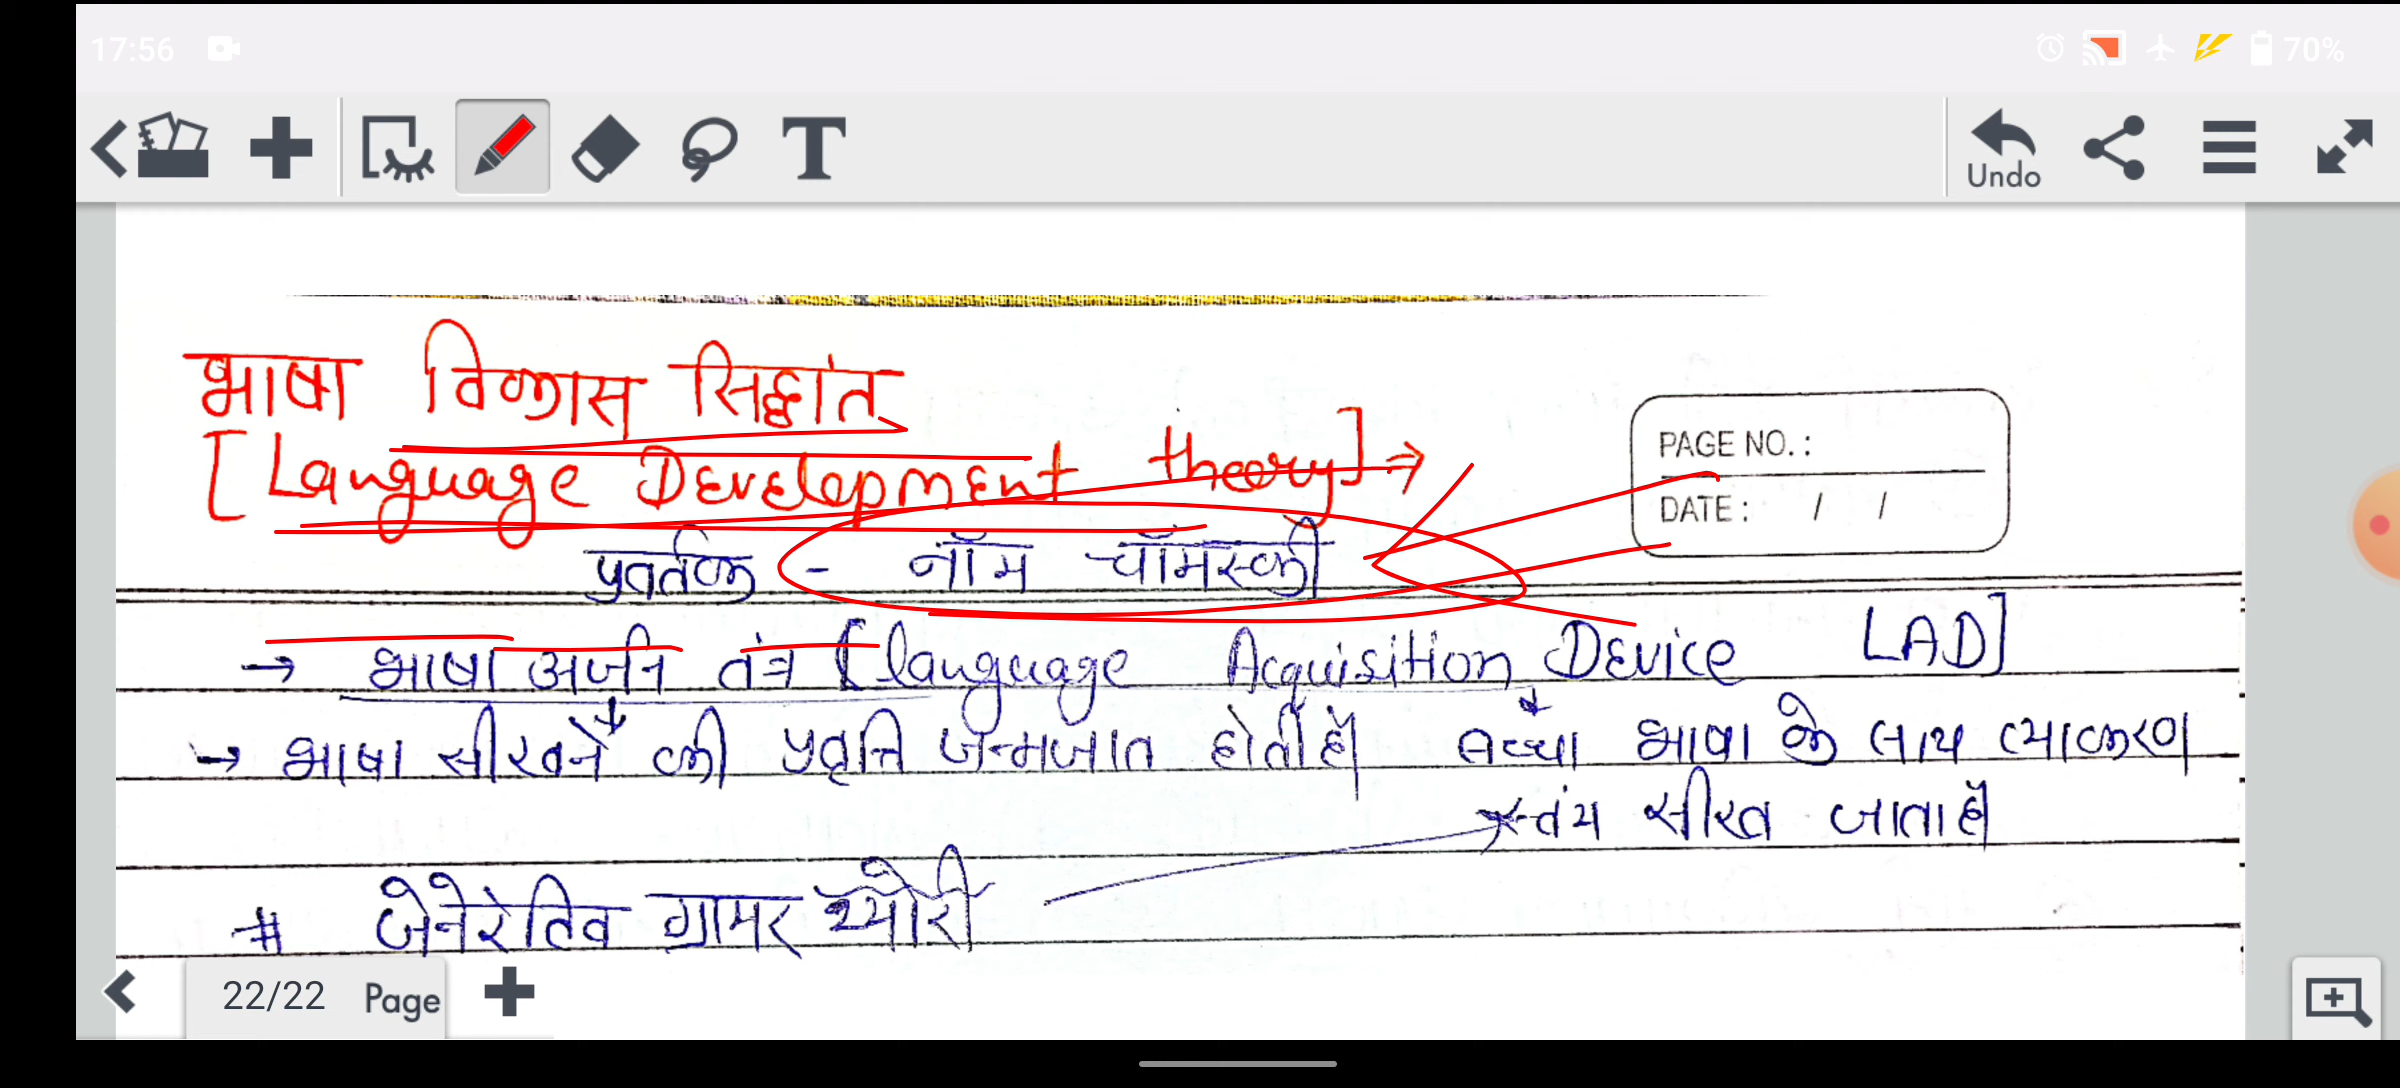 17:56 70%
T Undo
भाषा विकास सिद्धांत
[Language Development theory] →
PAGE NO. :
DATE : / /
प्रवर्तक - नॉम चॉमस्की
→ भाषा अर्जन तंत्र [language Acquisition Device LAD]
→ भाषा सीखने की प्रवृत्ति जन्मजात होती है। बच्चा भाषा के साथ व्याकरण
स्वंय सीख जाता है
# जेनेरेटिव ग्रामर थ्योरी
22/22 Page